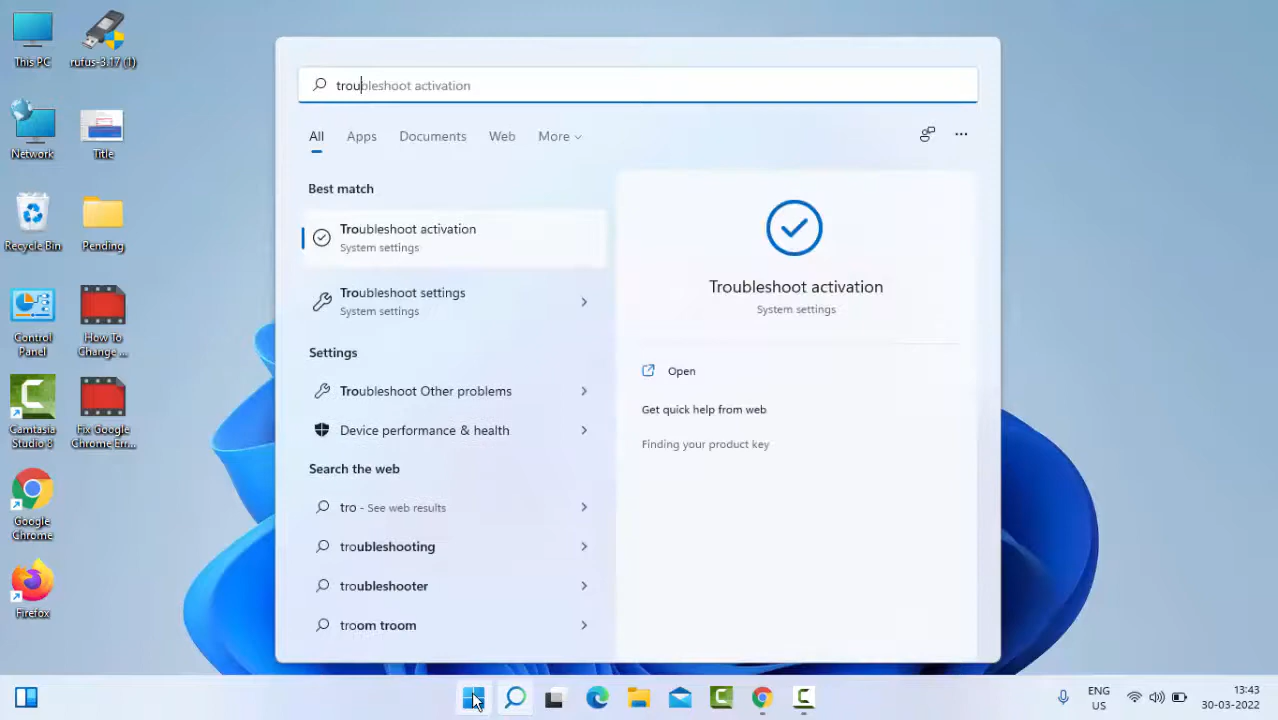 This PC
rufus-3.17 (1)
Network
Title
Recycle Bin
Pending
Control
Panel
How To
Change ...
Camtasia
Studio 8
Fix Google
Chrome Err...
Google
Chrome
Firefox
troubleshoot activation
All
Apps
Documents
Web
More
Best match
Troubleshoot activation
System settings
Troubleshoot settings
System settings
Settings
Troubleshoot Other problems
Device performance & health
Search the web
tro - See web results
troubleshooting
troubleshooter
troom troom
Troubleshoot activation
System settings
Open
Get quick help from web
Finding your product key
ENG
US
13:43
30-03-2022